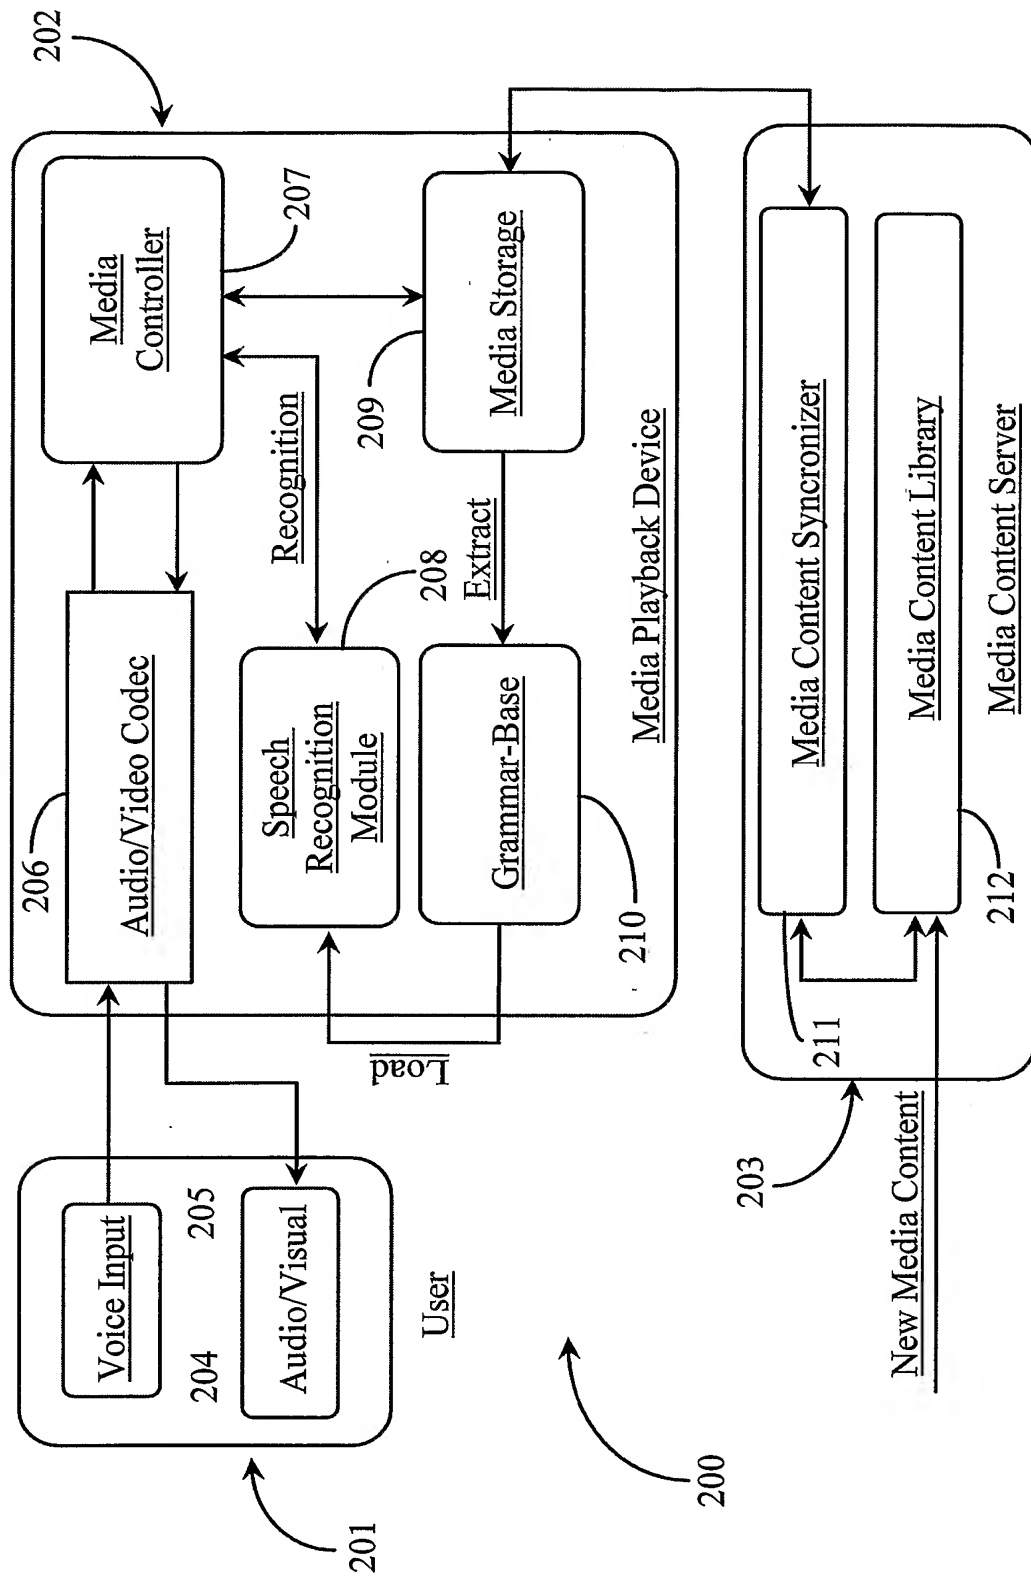 202
Media
Controller
207
206
Audio/Video Codec
Recognition
209
Media Storage
Speech
Recognition
Module
208
Extract
Grammar-Base
210
Load
Media Playback Device
Voice Input
204
205
Audio/Visual
User
201
200
Media Content Syncronizer
Media Content Library
Media Content Server
211
212
203
New Media Content